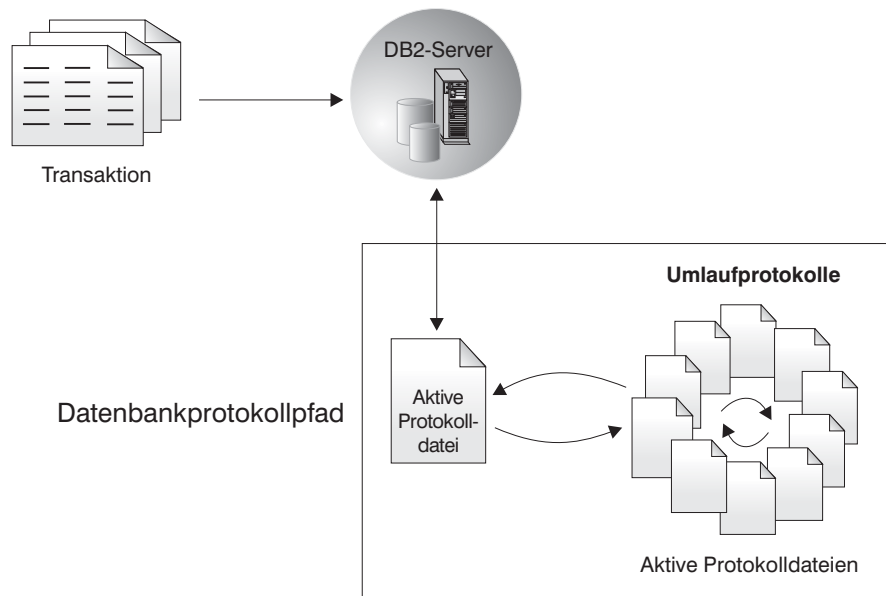 DB2-Server
Transaktion
Umlaufprotokolle
Datenbankprotokollpfad
Aktive
Protokoll-
datei
Aktive Protokolldateien